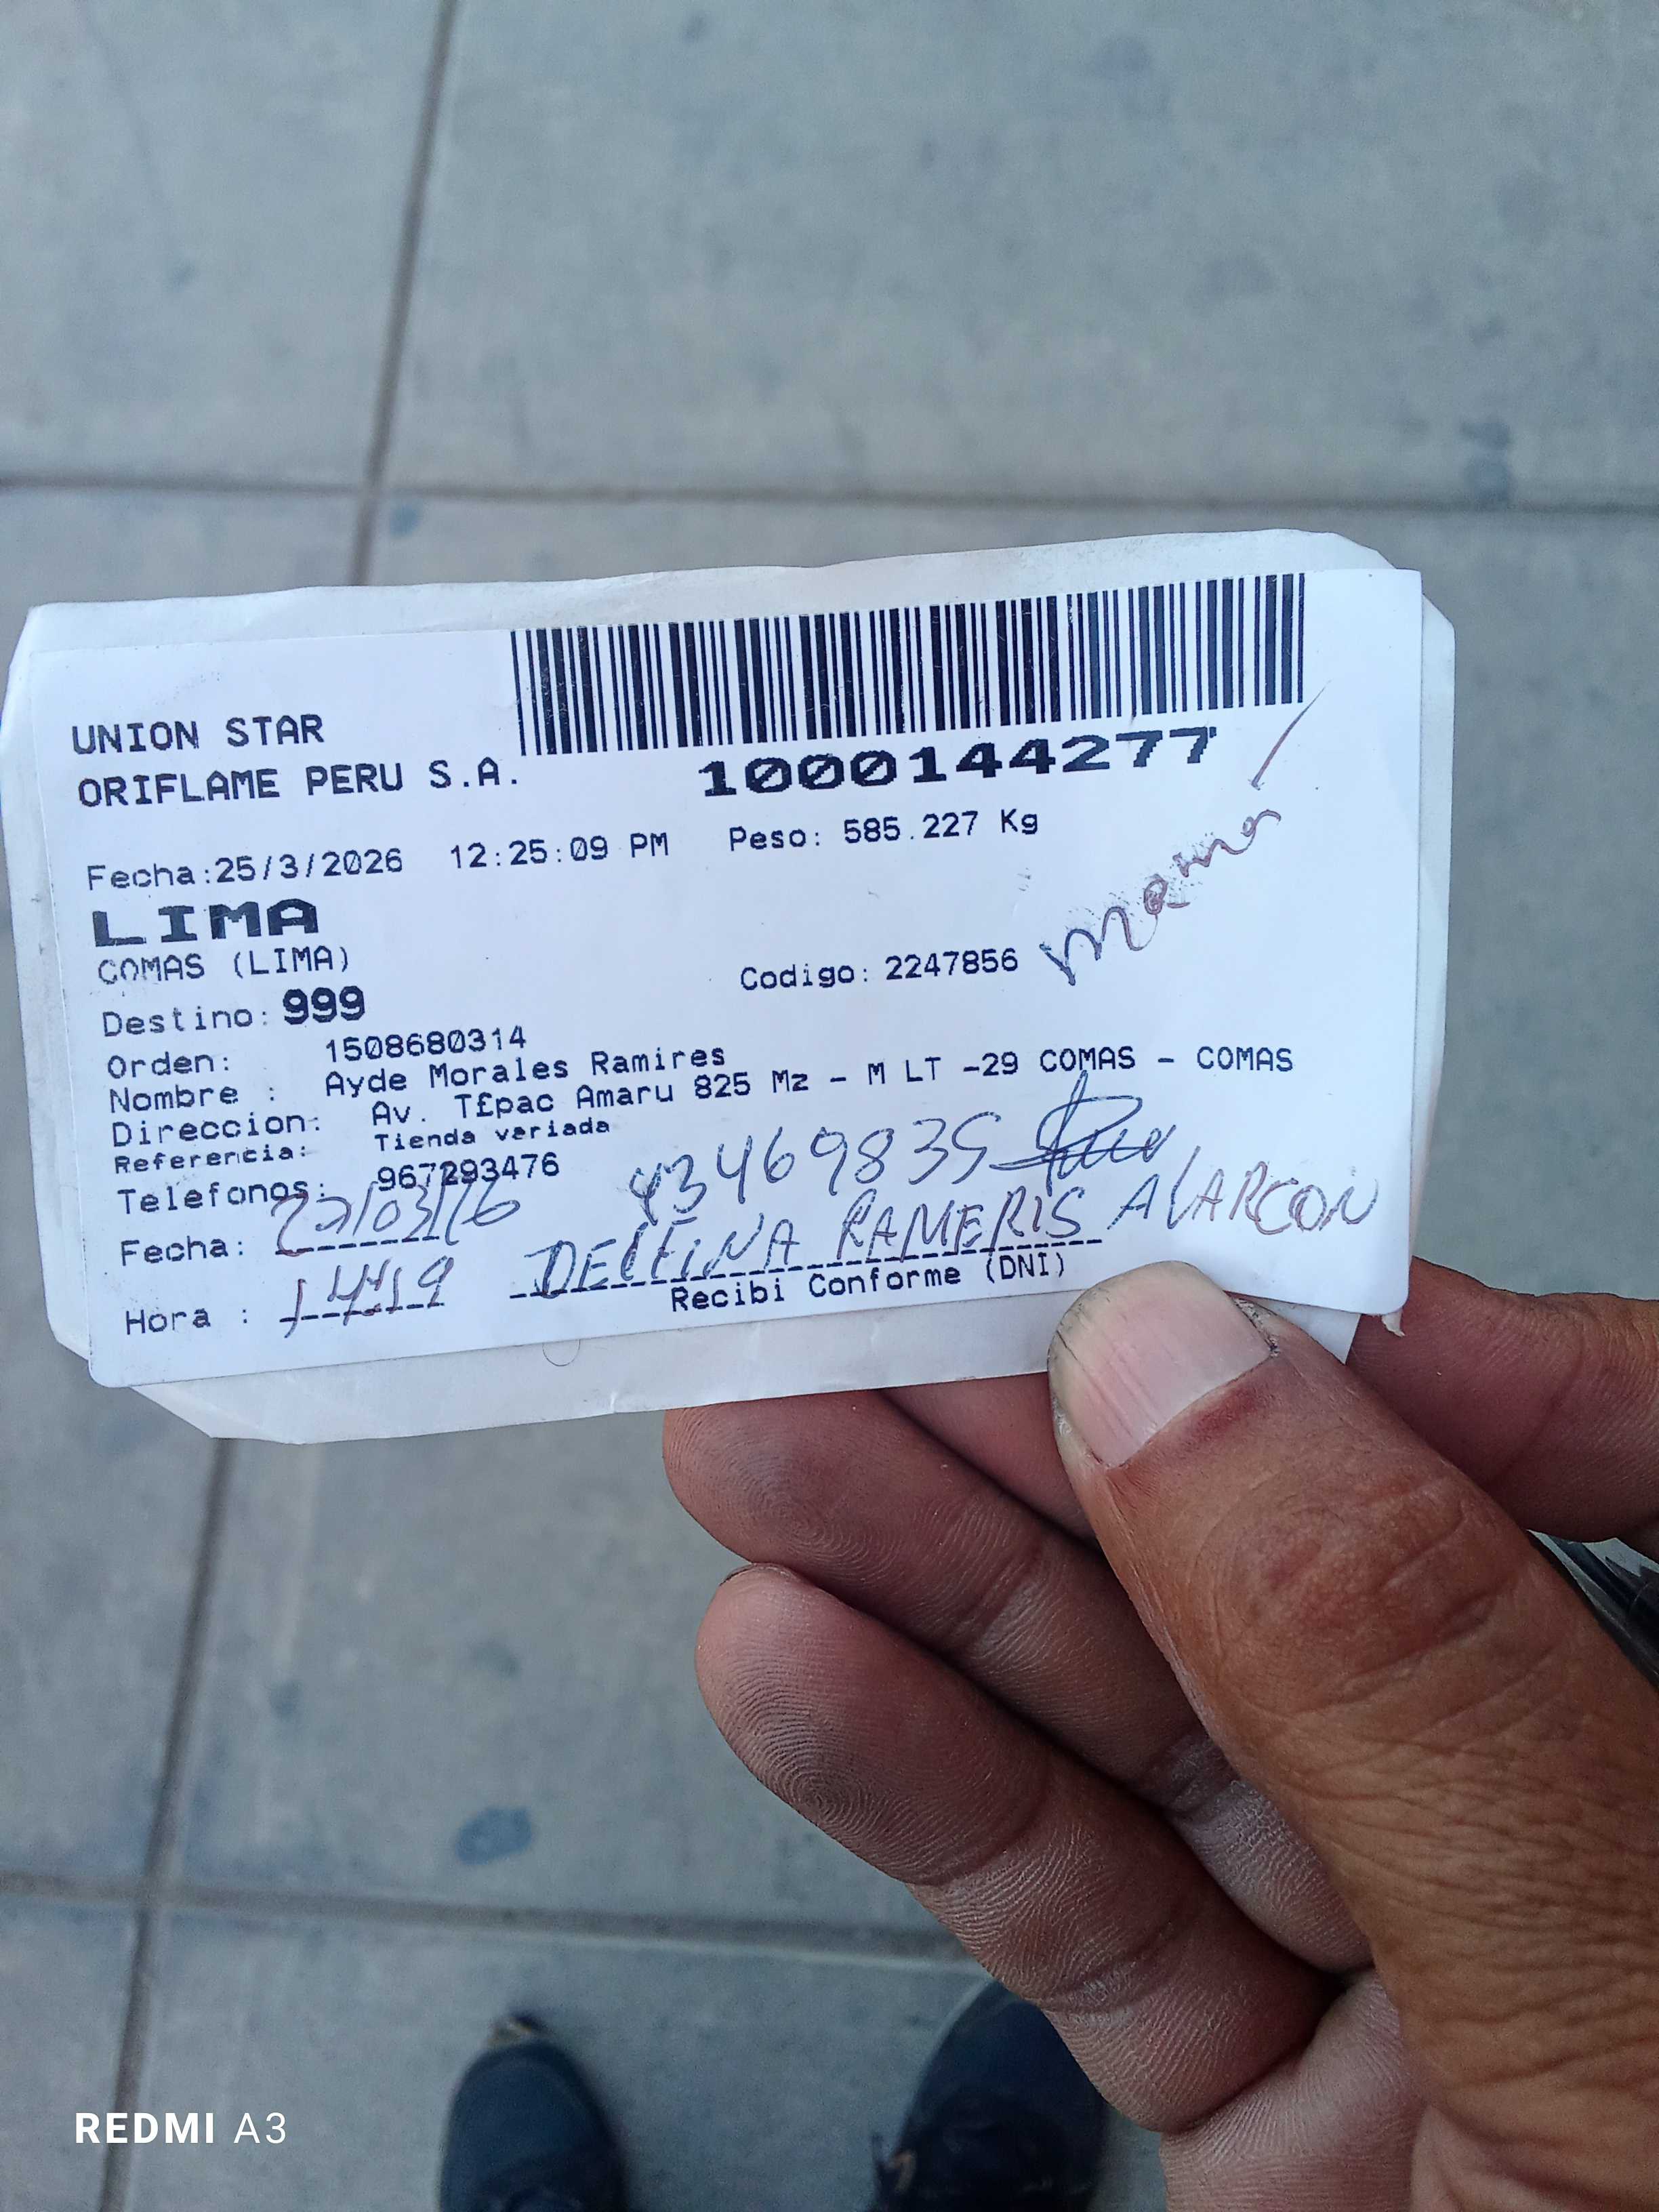 UNION STAR
ORIFLAME PERU S.A.
1000144277
Fecha:25/3/2026 12:25:09 PM Peso: 585.227 Kg
LIMA
COMAS (LIMA)
Codigo: 2247856
mamá
Destino: 999
Orden: 1508680314
Nombre : Ayde Morales Ramires
Direccion: Av. T£pac Amaru 825 Mz - M LT -29 COMAS - COMAS
Referencia: Tienda variada
Telefonos: 967293476
43469835
Fecha: 27/03/26
DELFINA RAMERIS ALARCON
Hora : 14:19
Recibi Conforme (DNI)
REDMI A3